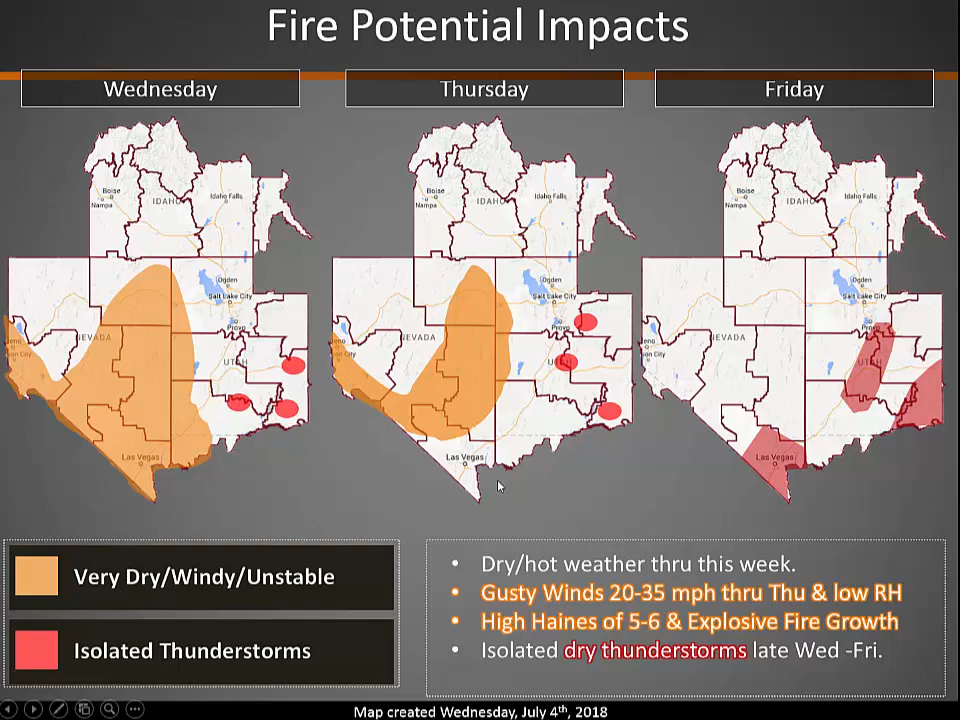 Fire Potential Impacts
Wednesday
Thursday
Friday
Boise
Nampa
IDAHO
Idaho Falls
Ogden
Salt Lake City
Provo
NEVADA
UTAH
Las Vegas
Boise
Nampa
IDAHO
Idaho Falls
Ogden
Salt Lake City
Provo
NEVADA
UTAH
Las Vegas
Boise
Nampa
IDAHO
Idaho Falls
Ogden
Salt Lake City
Provo
NEVADA
UTAH
Las Vegas
Very Dry/Windy/Unstable
Isolated Thunderstorms
• Dry/hot weather thru this week.
• Gusty Winds 20-35 mph thru Thu & low RH
• High Haines of 5-6 & Explosive Fire Growth
• Isolated dry thunderstorms late Wed -Fri.
Map created Wednesday, July 4th, 2018